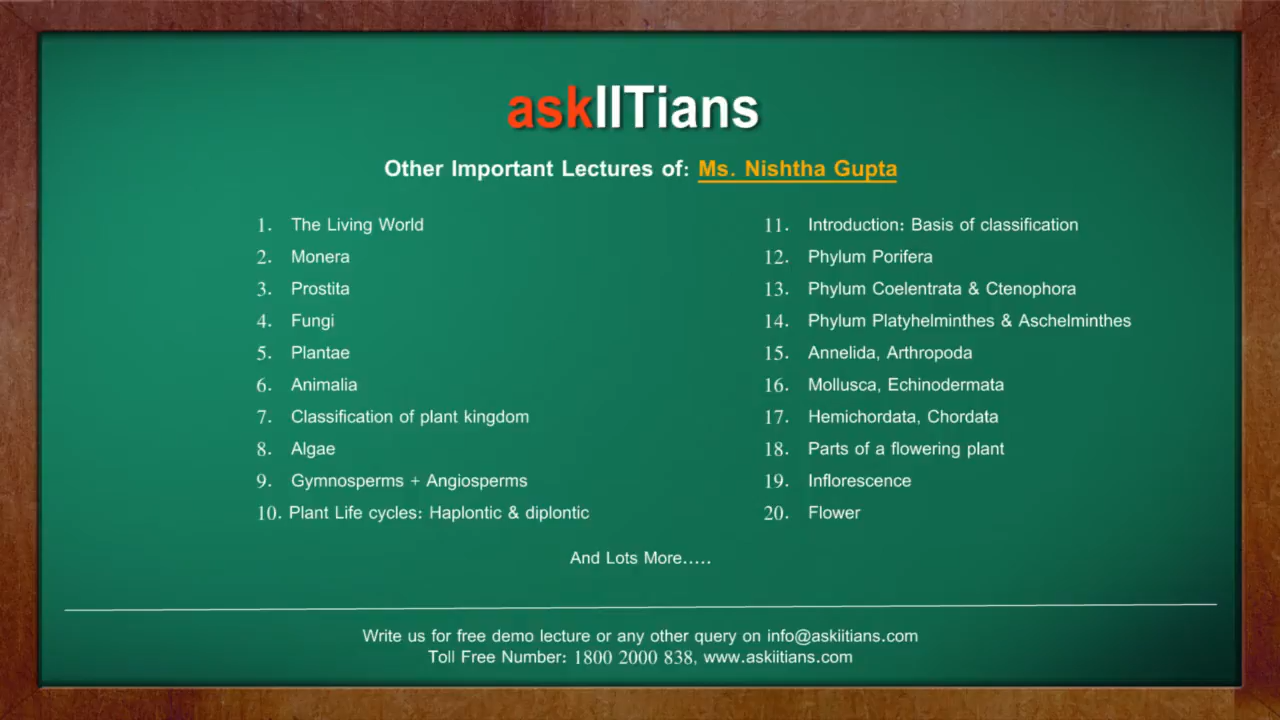 askIITians
Other Important Lectures of: Ms. Nishtha Gupta
1. The Living World
2. Monera
3. Prostita
4. Fungi
5. Plantae
6. Animalia
7. Classification of plant kingdom
8. Algae
9. Gymnosperms + Angiosperms
10. Plant Life cycles: Haplontic & diplontic
11. Introduction: Basis of classification
12. Phylum Porifera
13. Phylum Coelentrata & Ctenophora
14. Phylum Platyhelminthes & Aschelminthes
15. Annelida, Arthropoda
16. Mollusca, Echinodermata
17. Hemichordata, Chordata
18. Parts of a flowering plant
19. Inflorescence
20. Flower
And Lots More.....
Write us for free demo lecture or any other query on info@askiitians.com
Toll Free Number: 1800 2000 838, www.askiitians.com